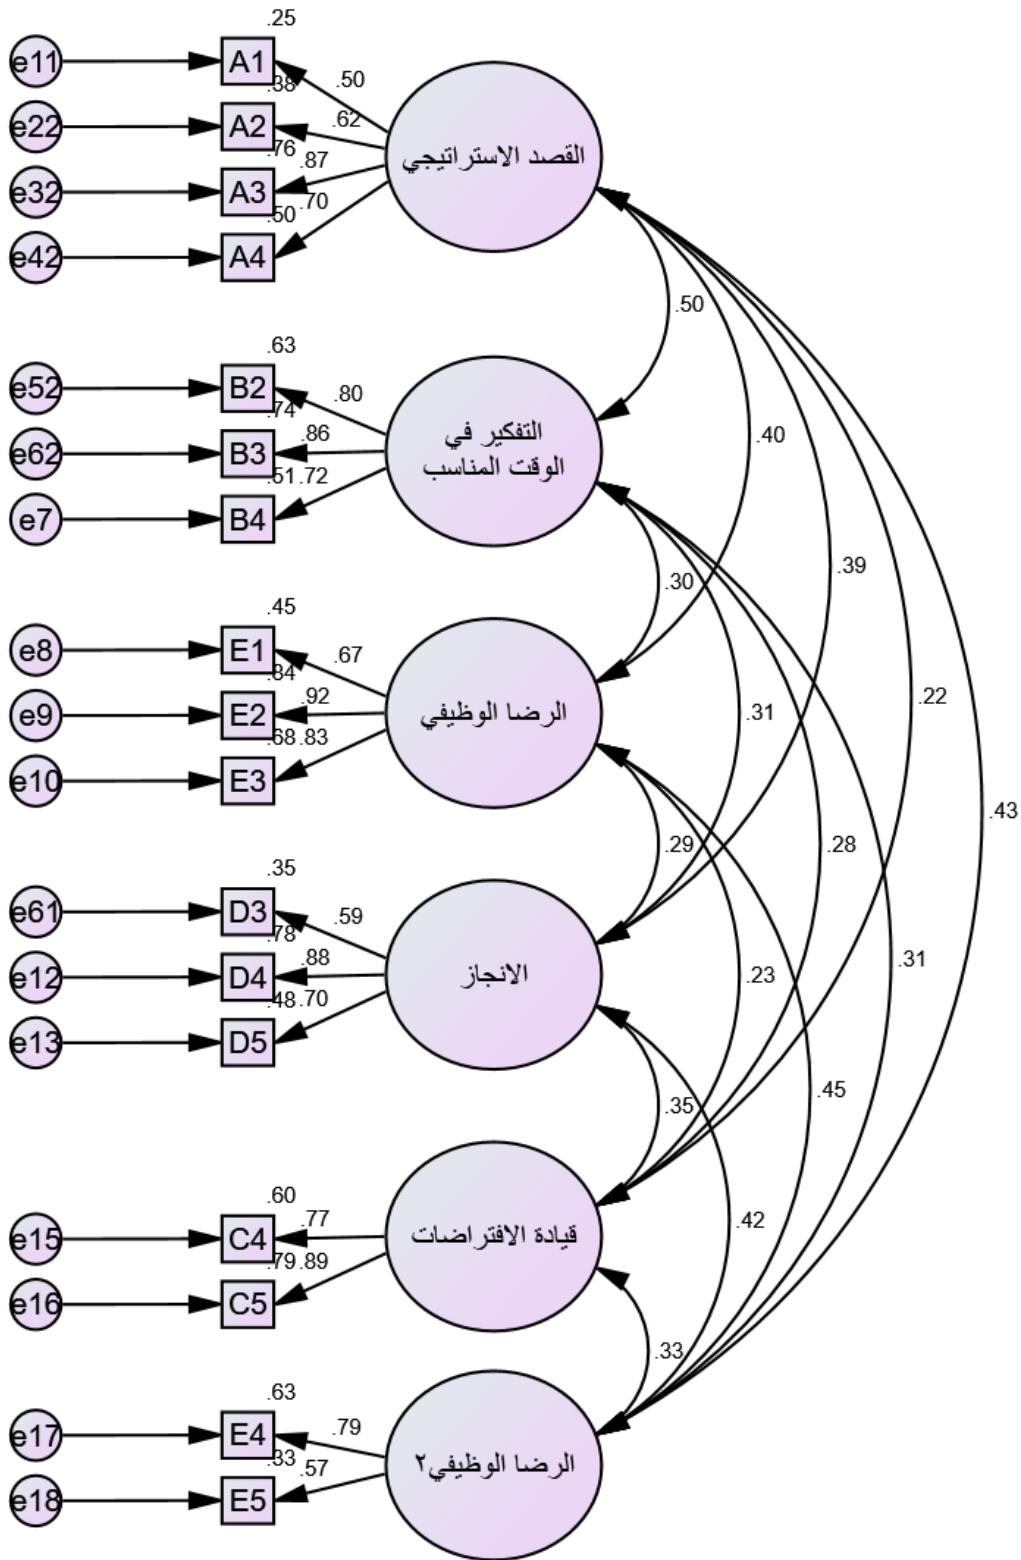 .25
e11 A1 .50
.38
e22 A2 .62
القصد الاستراتيجي
.76 .87
e32 A3
.50 .70
e42 A4
.50
.63
e52 B2 .80
.74
التفكير في
الوقت المناسب
e62 B3 .86
.51 .72
e7 B4
.40
.39
.30
.45
e8 E1 .67
.84
e9 E2 .92
الرضا الوظيفي
.68 .83
e10 E3
.31
.22
.43
.29
.28
.35
e61 D3 .59
.78
e12 D4 .88
الانجاز
.48 .70
e13 D5
.23
.31
.35
.45
.60
e15 C4 .77
قيادة الافتراضات
.79 .89
e16 C5
.42
.33
.63
e17 E4 .79
.33 .57
الرضا الوظيفي٢
e18 E5